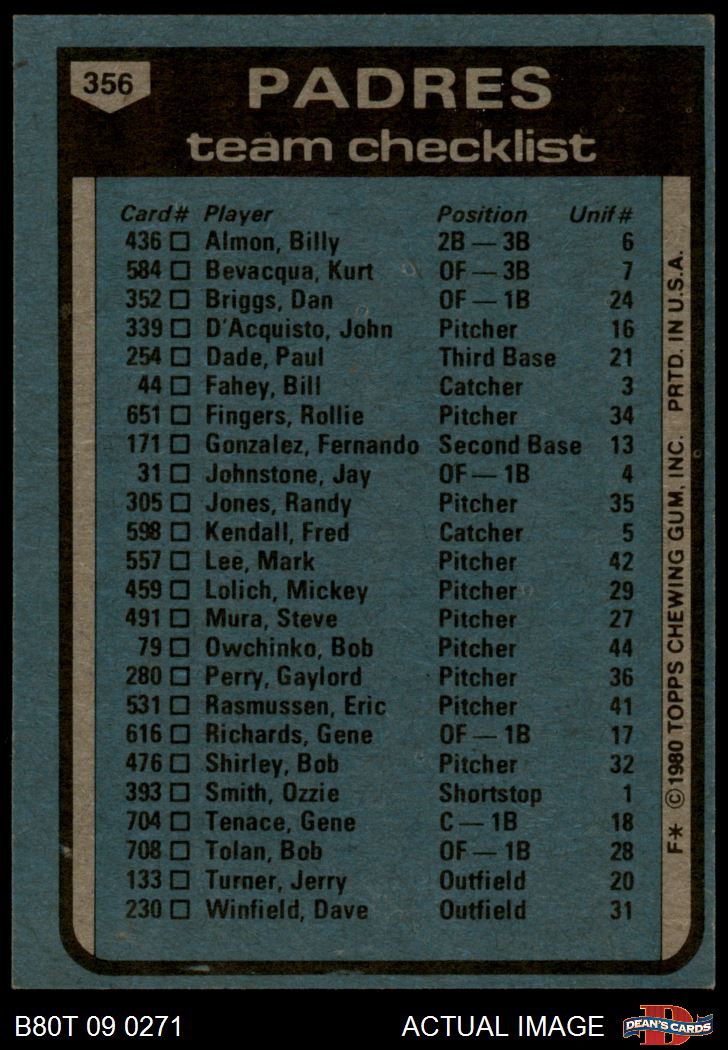 356
PADRES
team checklist
Card# Player Position Unif#
436 Almon, Billy 2B — 3B 6
584 Bevacqua, Kurt OF — 3B 7
352 Briggs, Dan OF — 1B 24
339 D'Acquisto, John Pitcher 16
254 Dade, Paul Third Base 21
44 Fahey, Bill Catcher 3
651 Fingers, Rollie Pitcher 34
171 Gonzalez, Fernando Second Base 13
31 Johnstone, Jay OF — 1B 4
305 Jones, Randy Pitcher 35
598 Kendall, Fred Catcher 5
557 Lee, Mark Pitcher 42
459 Lolich, Mickey Pitcher 29
491 Mura, Steve Pitcher 27
79 Owchinko, Bob Pitcher 44
280 Perry, Gaylord Pitcher 36
531 Rasmussen, Eric Pitcher 41
616 Richards, Gene OF — 1B 17
476 Shirley, Bob Pitcher 32
393 Smith, Ozzie Shortstop 1
704 Tenace, Gene C — 1B 18
708 Tolan, Bob OF — 1B 28
133 Turner, Jerry Outfield 20
230 Winfield, Dave Outfield 31
F* ©1980 TOPPS CHEWING GUM, INC. PRTD. IN U.S.A.
B80T 09 0271 ACTUAL IMAGE
D
DEAN'S CARDS